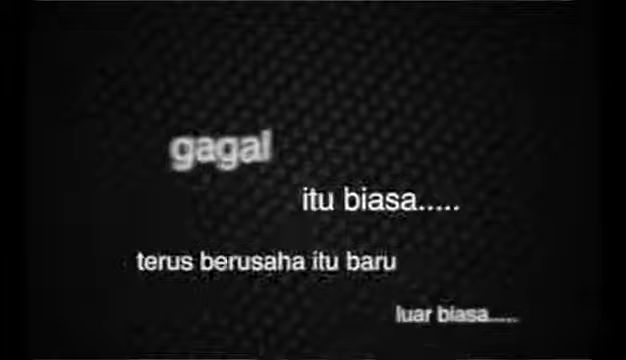 gagal
itu biasa.....
terus berusaha itu baru
luar biasa.....